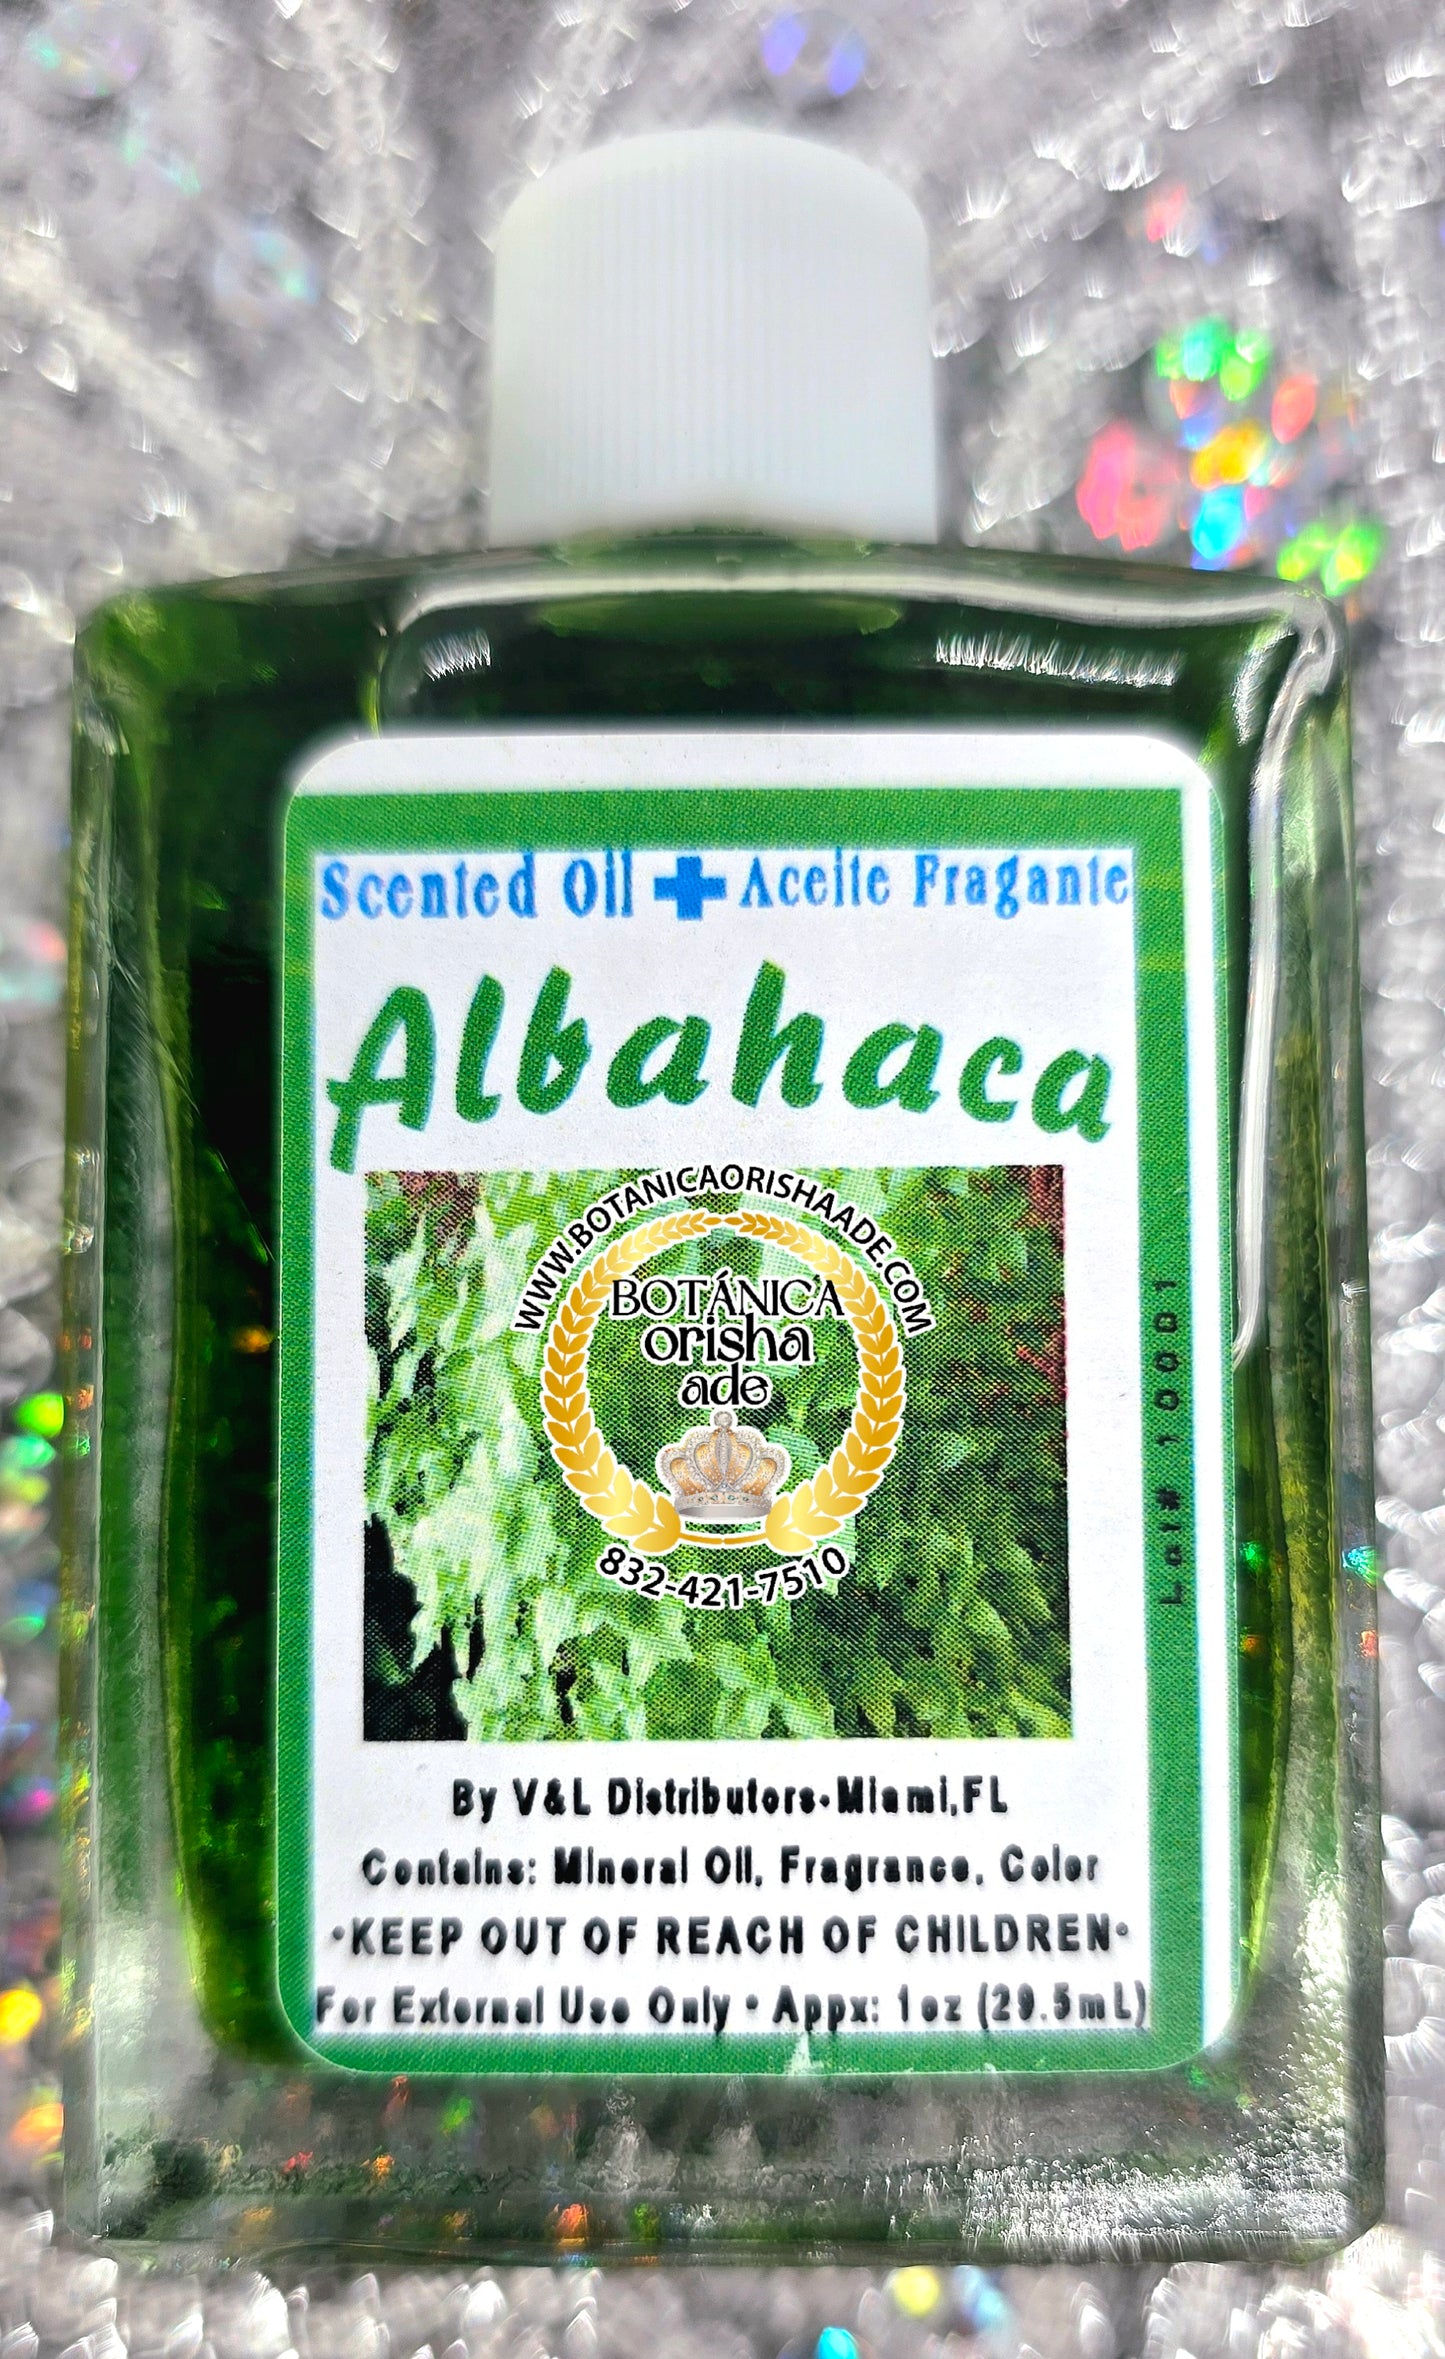 Scented Oil Aceite Fragante
Albahaca
WWW.BOTANICAORISHAADE.COM
BOTÁNICA
orisha
ade
832-421-7510
Lot# 10001
By V&L Distributors-Miami,FL
Contains: Mineral Oil, Fragrance, Color
•KEEP OUT OF REACH OF CHILDREN•
For External Use Only • Appx: 1oz (29.5mL)